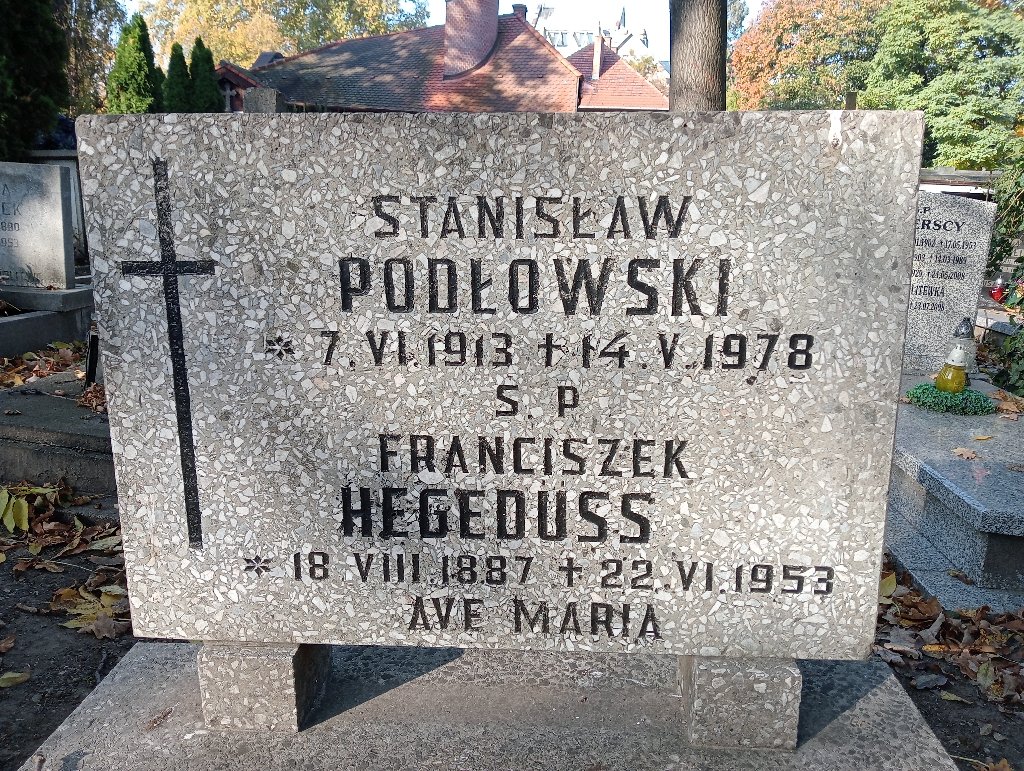 STANISŁAW
PODŁOWSKI
* 7.VI.1913 + 14.V.1978
S. P
FRANCISZEK
HEGEDUSS
* 18 VIII.1887 + 22.VI.1953
AVE MARIA